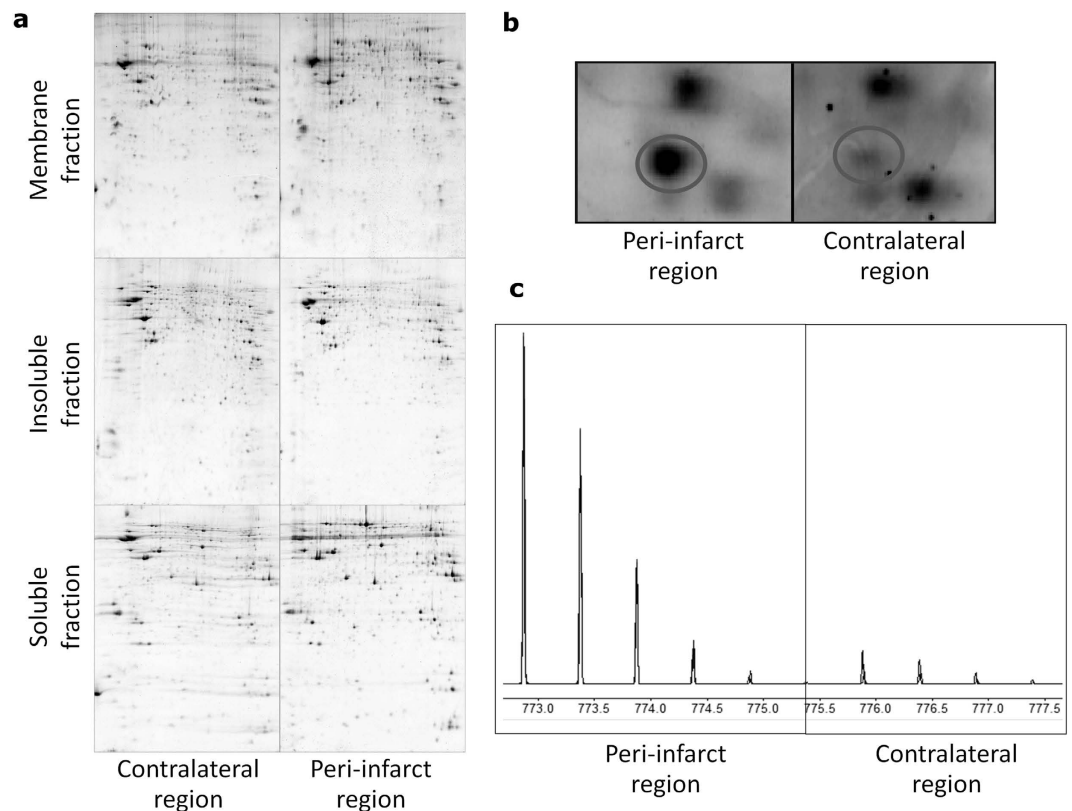 a
Membrane
fraction
Insoluble
fraction
Soluble
fraction
Contralateral
region
Peri-infarct
region
b
Peri-infarct
region
Contralateral
region
c
773.0 773.5 774.0 774.5 775.0 775.5 776.0 776.5 777.0 777.5
Peri-infarct
region
Contralateral
region